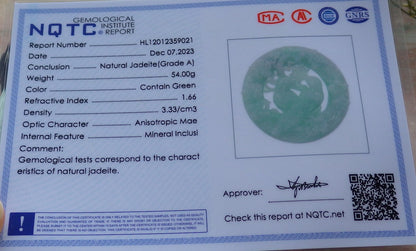 NQTC GEMOLOGICAL INSTITUTE REPORT
MA CNAS GNRS
Report Number HL12012359021
Date Dec 07,2023
Conclusion Natural Jadeite(Grade A)
Weight 54.00g
Color Contain Green
Refractive Index 1.66
Density 3.33/cm3
Optic Character Anisotropic Mae
Internal Feature Mineral Inclusi
Comments:
Gemological tests correspond to the charact
eristics of natural jadeite.
Approver:
Check this report at NQTC.net